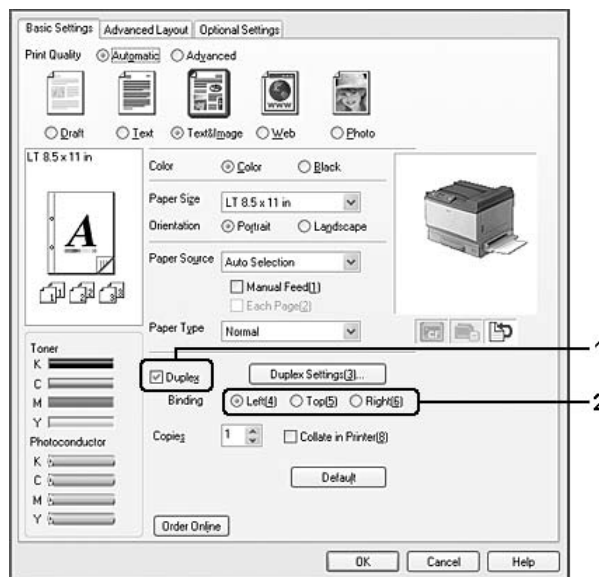 Basic Settings Advanced Layout Optional Settings
Print Quality Automatic Advanced
WWW
Draft Text Text&Image Web Photo
LT 8.5 x 11 in
A
Color Color Black
Paper Size LT 8.5 x 11 in
Orientation Portrait Landscape
Paper Source Auto Selection
Manual Feed(1)
Each Page(2)
Paper Type Normal
Toner
K
C
M
Y
Photoconductor
K
C
M
Y
Duplex Duplex Settings(3)... 1
Binding Left(4) Top(5) Right(6) 2
Copies 1 Collate in Printer(8)
Default
Order Online
OK Cancel Help